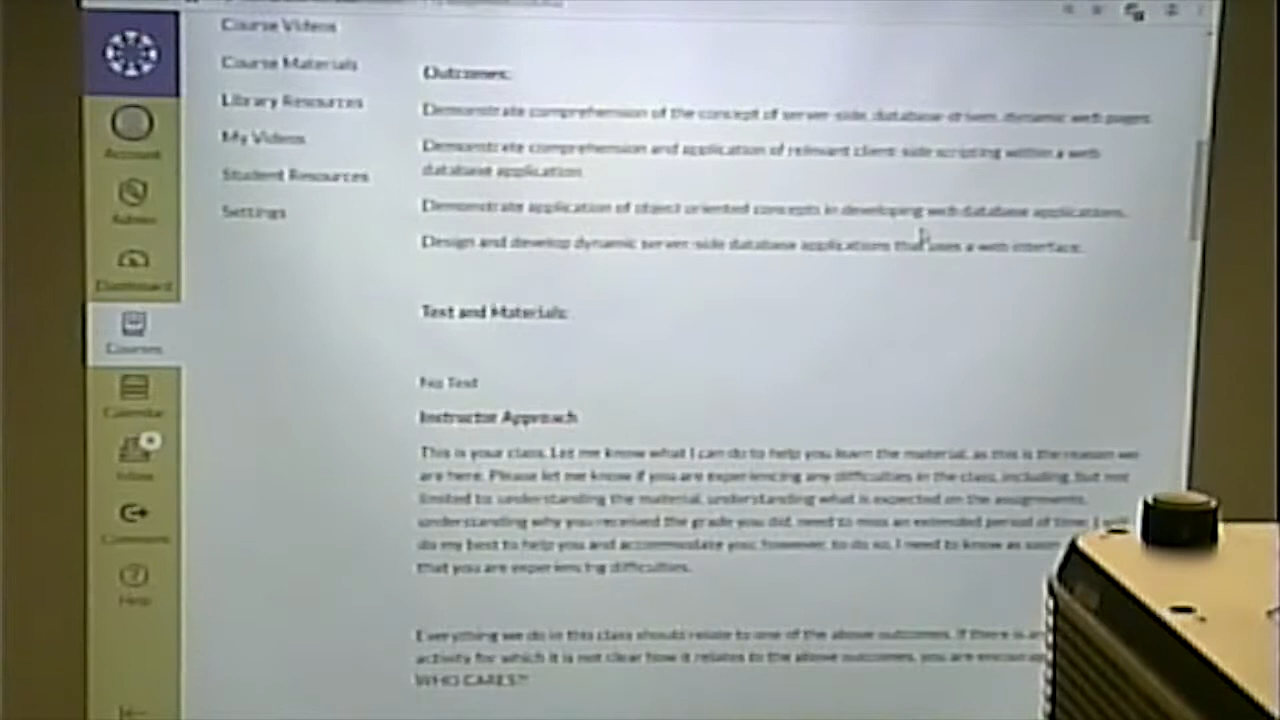 Course Videos
Course Materials
Library Resources
My Videos
Student Resources
Settings
Account
Admin
Dashboard
Courses
Calendar
Inbox
Commons
Help
Outcomes:
Demonstrate comprehension of the concept of server-side, database-driven, dynamic web pages.
Demonstrate comprehension and application of relevant client-side scripting within a web
database application.
Demonstrate application of object oriented concepts in developing web database applications.
Design and develop dynamic server-side database applications that uses a web interface.
Text and Materials:
No Text
Instructor Approach
This is your class. Let me know what I can do to help you learn the material, as this is the reason we
are here. Please let me know if you are experiencing any difficulties in the class, including, but not
limited to: understanding the material, understanding what is expected on the assignments,
understanding why you received the grade you did, need to miss an extended period of time. I
do my best to help you and accommodate you; however, to do so, I need to know as soon
that you are experiencing difficulties.
Everything we do in this class should relate to one of the above outcomes. If there is
activity for which it is not clear how it relates to the above outcomes, you are
WHO CARES?!